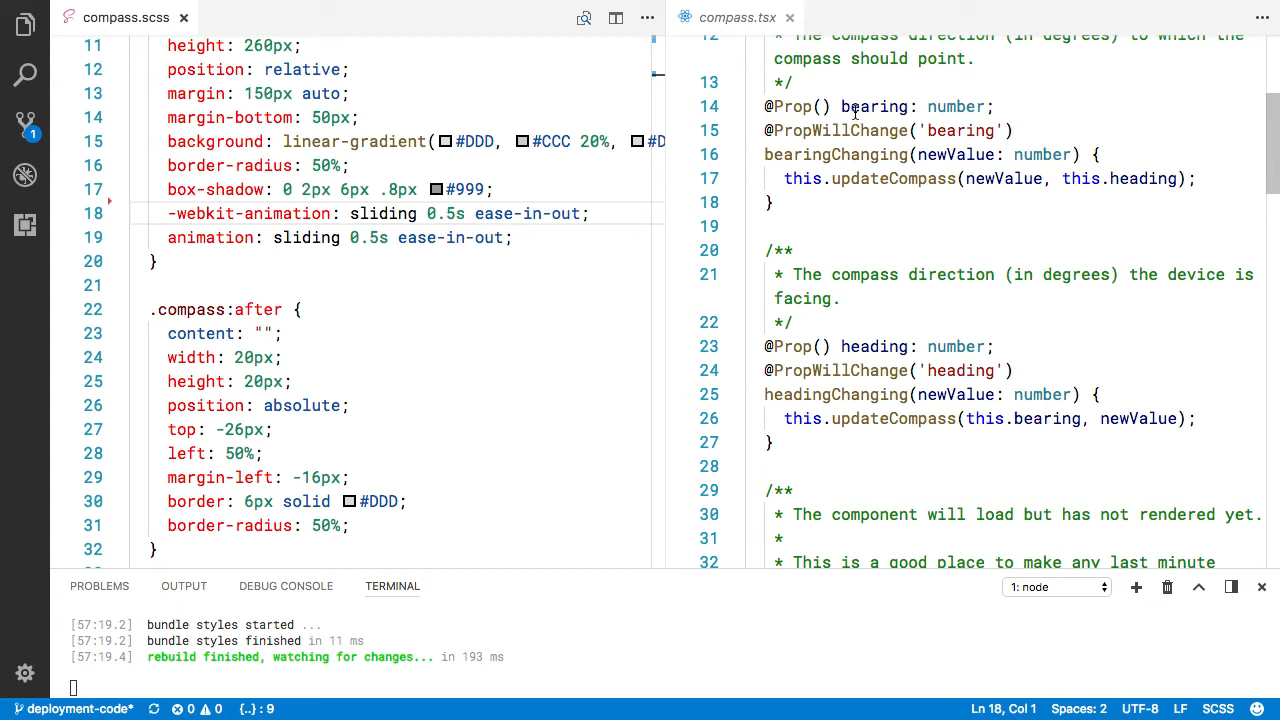 compass.scss
11 height: 260px;
12 position: relative;
13 margin: 150px auto;
14 margin-bottom: 50px;
15 background: linear-gradient(#DDD, #CCC 20%, #D
16 border-radius: 50%;
17 box-shadow: 0 2px 6px .8px #999;
18 -webkit-animation: sliding 0.5s ease-in-out;
19 animation: sliding 0.5s ease-in-out;
20 }
21
22 .compass:after {
23 content: "";
24 width: 20px;
25 height: 20px;
26 position: absolute;
27 top: -26px;
28 left: 50%;
29 margin-left: -16px;
30 border: 6px solid #DDD;
31 border-radius: 50%;
32 }
compass.tsx
12 * The compass direction (in degrees) to which the
compass should point.
13 */
14 @Prop() bearing: number;
15 @PropWillChange('bearing')
16 bearingChanging(newValue: number) {
17 this.updateCompass(newValue, this.heading);
18 }
19
20 /**
21 * The compass direction (in degrees) the device is
facing.
22 */
23 @Prop() heading: number;
24 @PropWillChange('heading')
25 headingChanging(newValue: number) {
26 this.updateCompass(this.bearing, newValue);
27 }
28
29 /**
30 * The component will load but has not rendered yet.
31 *
32 * This is a good place to make any last minute
PROBLEMS OUTPUT DEBUG CONSOLE TERMINAL 1: node
[57:19.2] bundle styles started ...
[57:19.2] bundle styles finished in 11 ms
[57:19.4] rebuild finished, watching for changes... in 193 ms
1
deployment-code* 0 0 {..} : 9 Ln 18, Col 1 Spaces: 2 UTF-8 LF SCSS